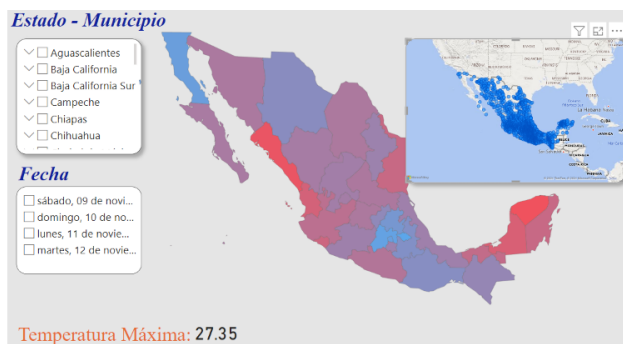 Estado - Municipio
Aguascalientes
Baja California
Baja California Sur
Campeche
Chiapas
Chihuahua
Fecha
sábado, 09 de novi...
domingo, 10 de no...
lunes, 11 de novie...
martes, 12 de novie...
Temperatura Máxima: 27.35